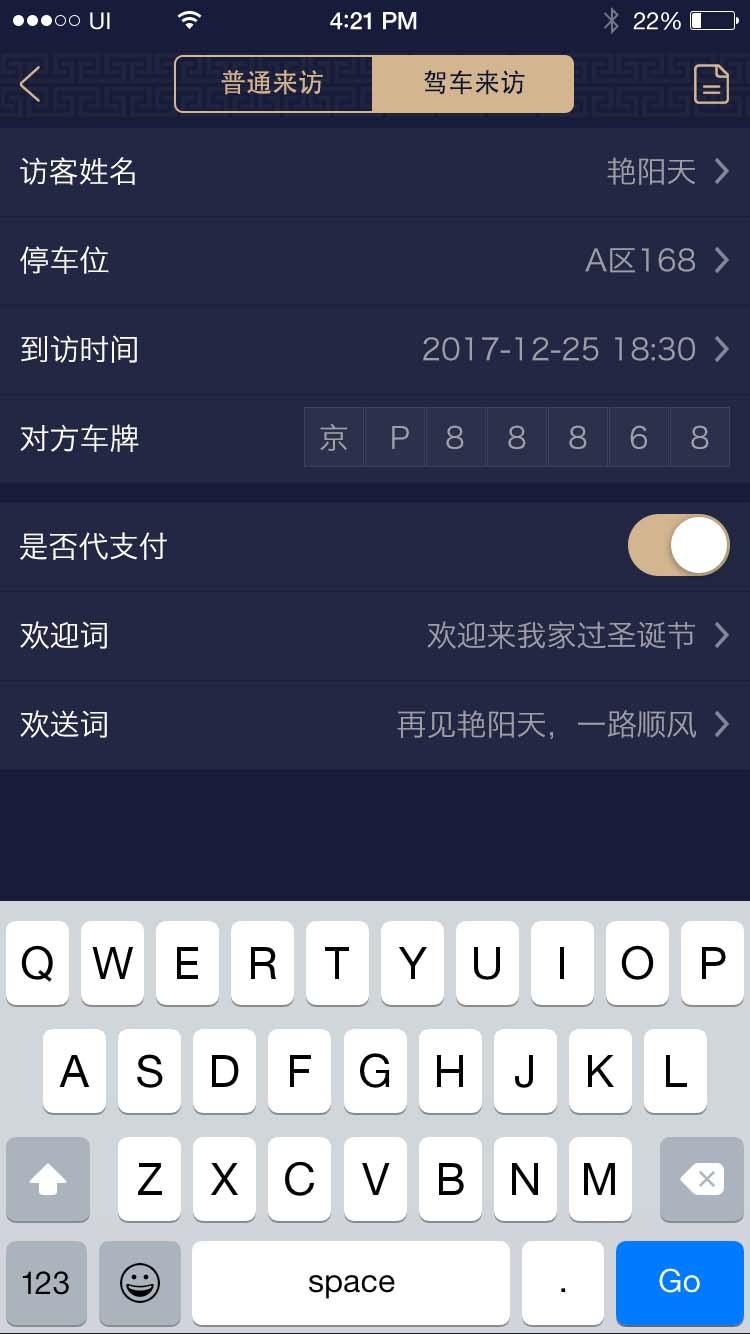 UI 4:21 PM 22%
普通来访 驾车来访
访客姓名 艳阳天
停车位 A区168
到访时间 2017-12-25 18:30
对方车牌 京 P 8 8 8 6 8
是否代支付
欢迎词 欢迎来我家过圣诞节
欢送词 再见艳阳天，一路顺风
Q W E R T Y U I O P
A S D F G H J K L
Z X C V B N M
123 space . Go